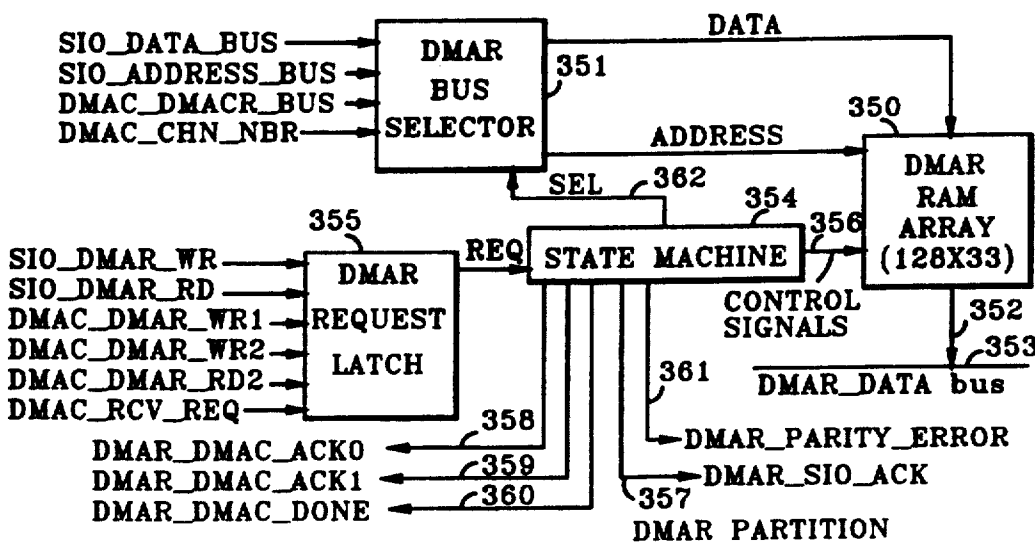 SIO_DATA_BUS
SIO_ADDRESS_BUS
DMAC_DMACR_BUS
DMAC_CHN_NBR
DMAR
BUS
SELECTOR
351
DATA
ADDRESS
350
DMAR
RAM
ARRAY
(128X33)
SEL
362
354
355
REQ
STATE MACHINE
356
SIO_DMAR_WR
SIO_DMAR_RD
DMAC_DMAR_WR1
DMAC_DMAR_WR2
DMAC_DMAR_RD2
DMAC_RCV_REQ
DMAR
REQUEST
LATCH
CONTROL
SIGNALS
352
353
DMAR_DATA bus
361
358
DMAR_DMAC_ACK0
DMAR_PARITY_ERROR
359
DMAR_DMAC_ACK1
DMAR_SIO_ACK
360
357
DMAR_DMAC_DONE
DMAR PARTITION